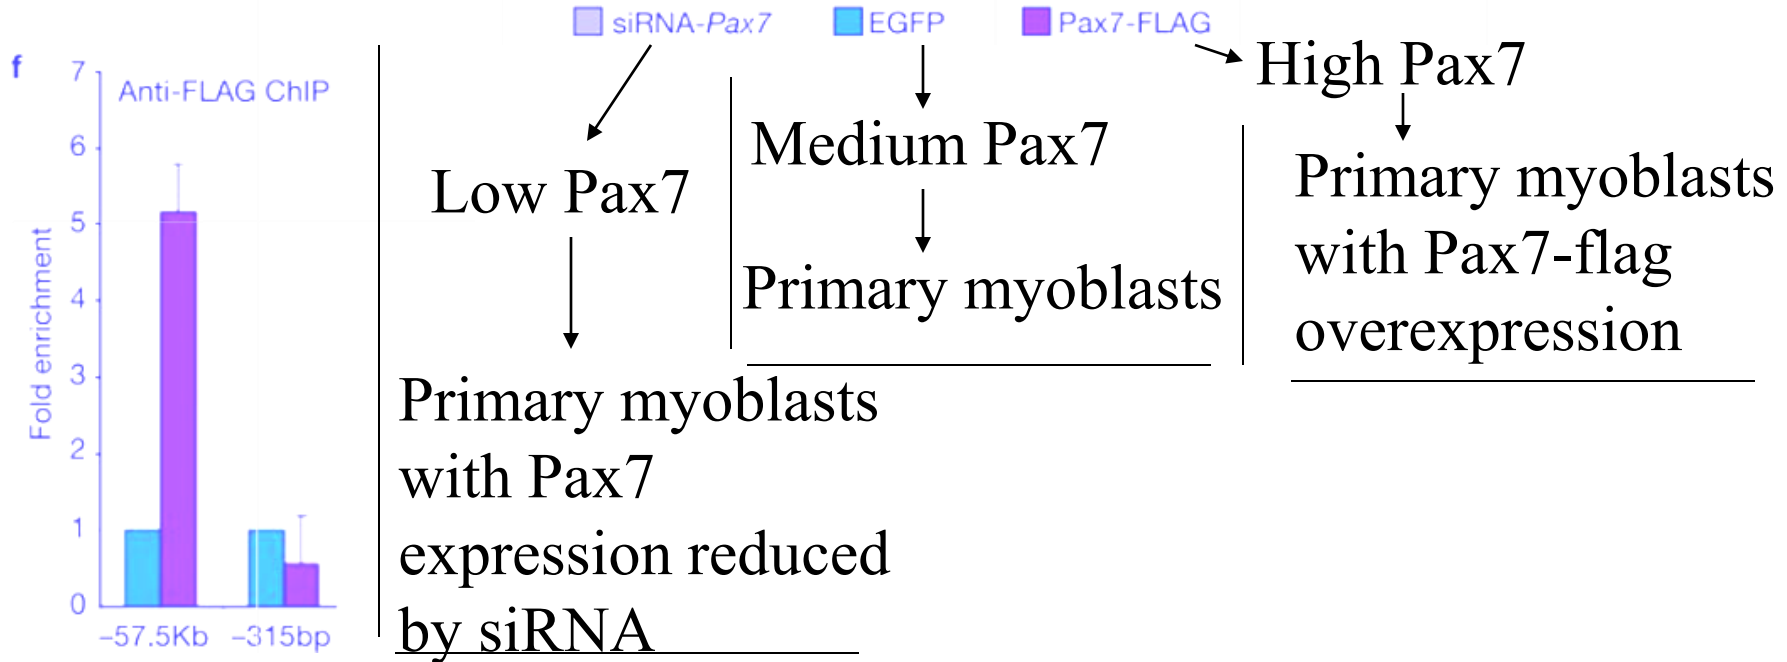 siRNA-Pax7 EGFP Pax7-FLAG
f
Anti-FLAG ChIP
7
6
5
4
3
2
1
0
Fold enrichment
–57.5Kb –315bp
Low Pax7
Primary myoblasts
with Pax7
expression reduced
by siRNA
Medium Pax7
Primary myoblasts
High Pax7
Primary myoblasts
with Pax7-flag
overexpression